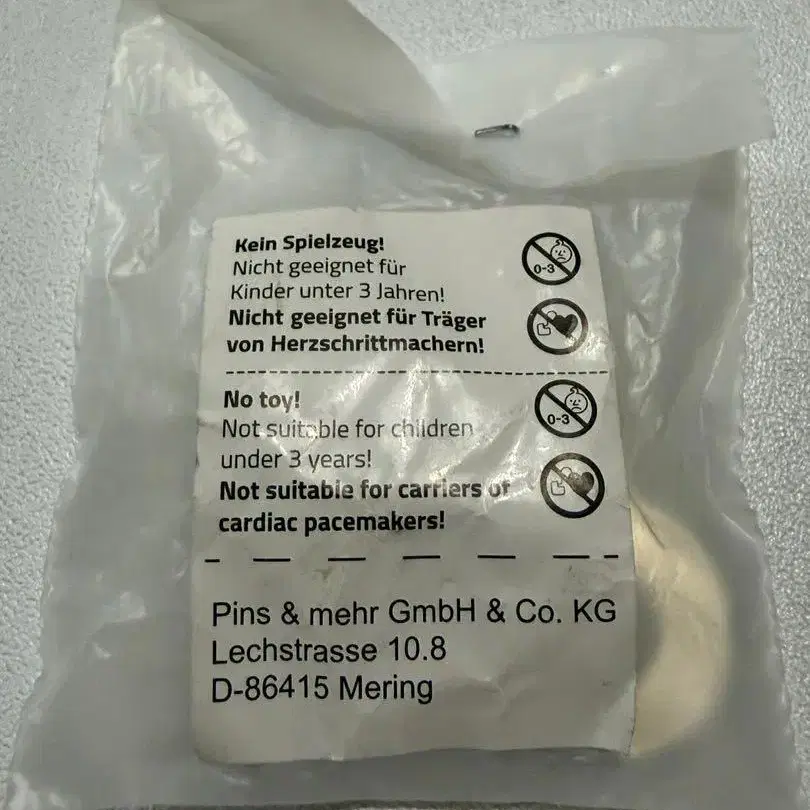 Kein Spielzeug!
Nicht geeignet für
Kinder unter 3 Jahren!
Nicht geeignet für Träger
von Herzschrittmachern!
0-3
No toy!
Not suitable for children
under 3 years!
Not suitable for carriers of
cardiac pacemakers!
0-3
Pins & mehr GmbH & Co. KG
Lechstrasse 10.8
D-86415 Mering